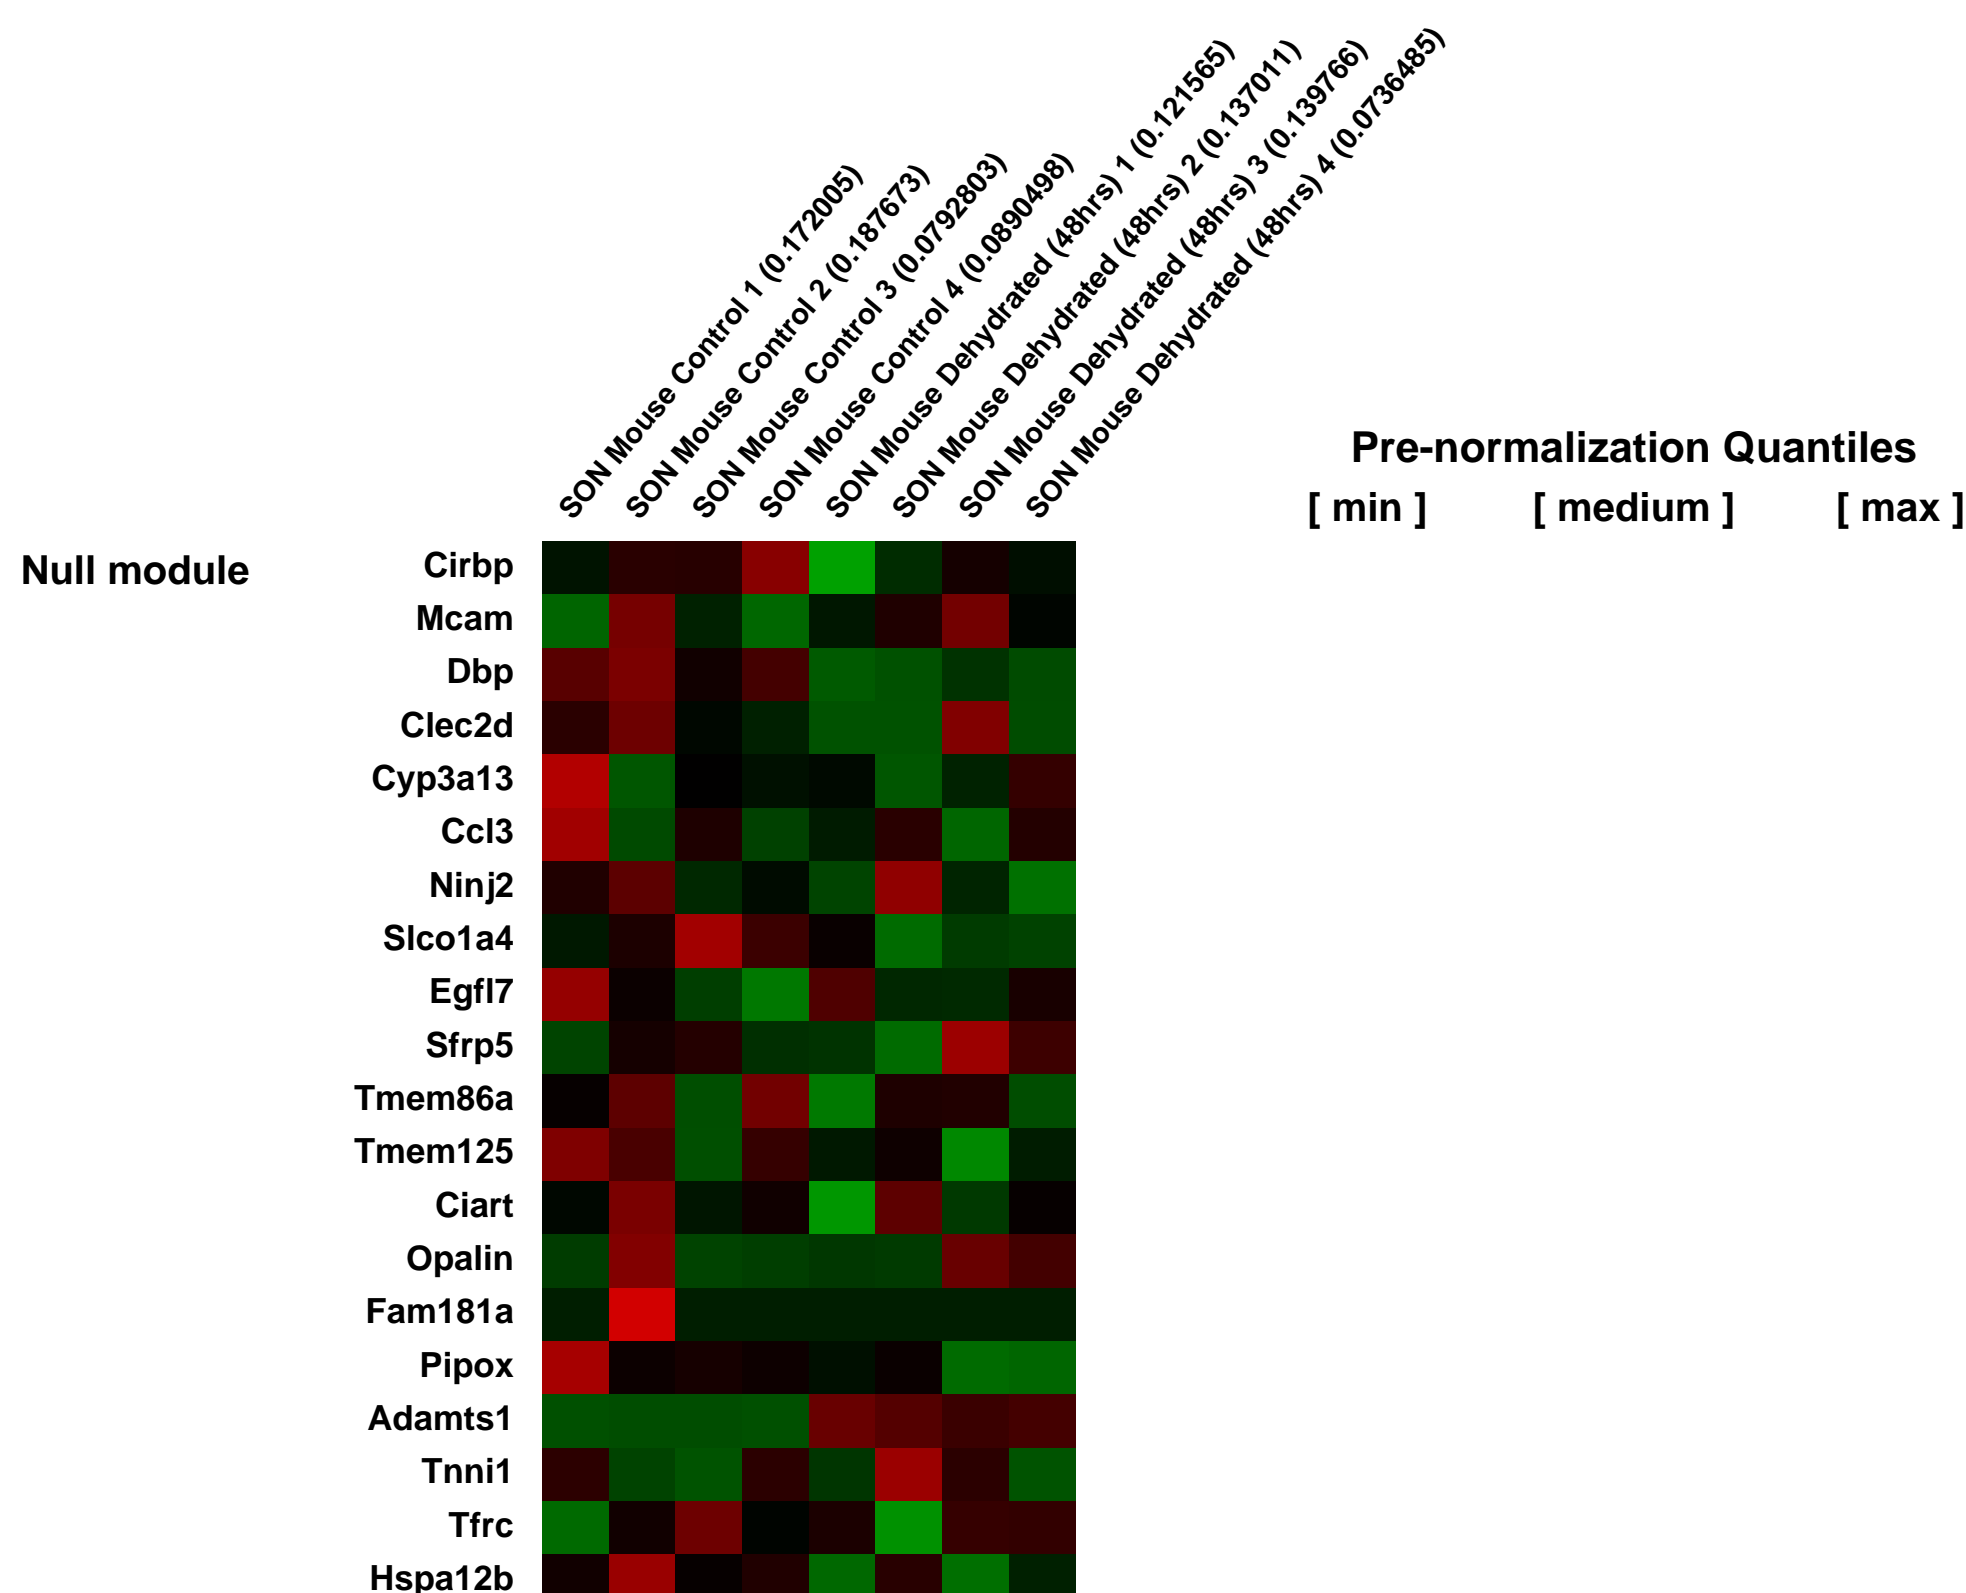 SON Mouse Control 1 (0.172005)
SON Mouse Control 2 (0.187673)
SON Mouse Control 3 (0.0792803)
SON Mouse Control 4 (0.0890498)
SON Mouse Dehydrated (48hrs) 1 (0.121565)
SON Mouse Dehydrated (48hrs) 2 (0.137011)
SON Mouse Dehydrated (48hrs) 3 (0.139766)
SON Mouse Dehydrated (48hrs) 4 (0.0736485)
Pre-normalization Quantiles
[ min ] [ medium ] [ max ]
Null module
Cirbp
Mcam
Dbp
Clec2d
Cyp3a13
Ccl3
Ninj2
Slco1a4
Egfl7
Sfrp5
Tmem86a
Tmem125
Ciart
Opalin
Fam181a
Pipox
Adamts1
Tnni1
Tfrc
Hspa12b